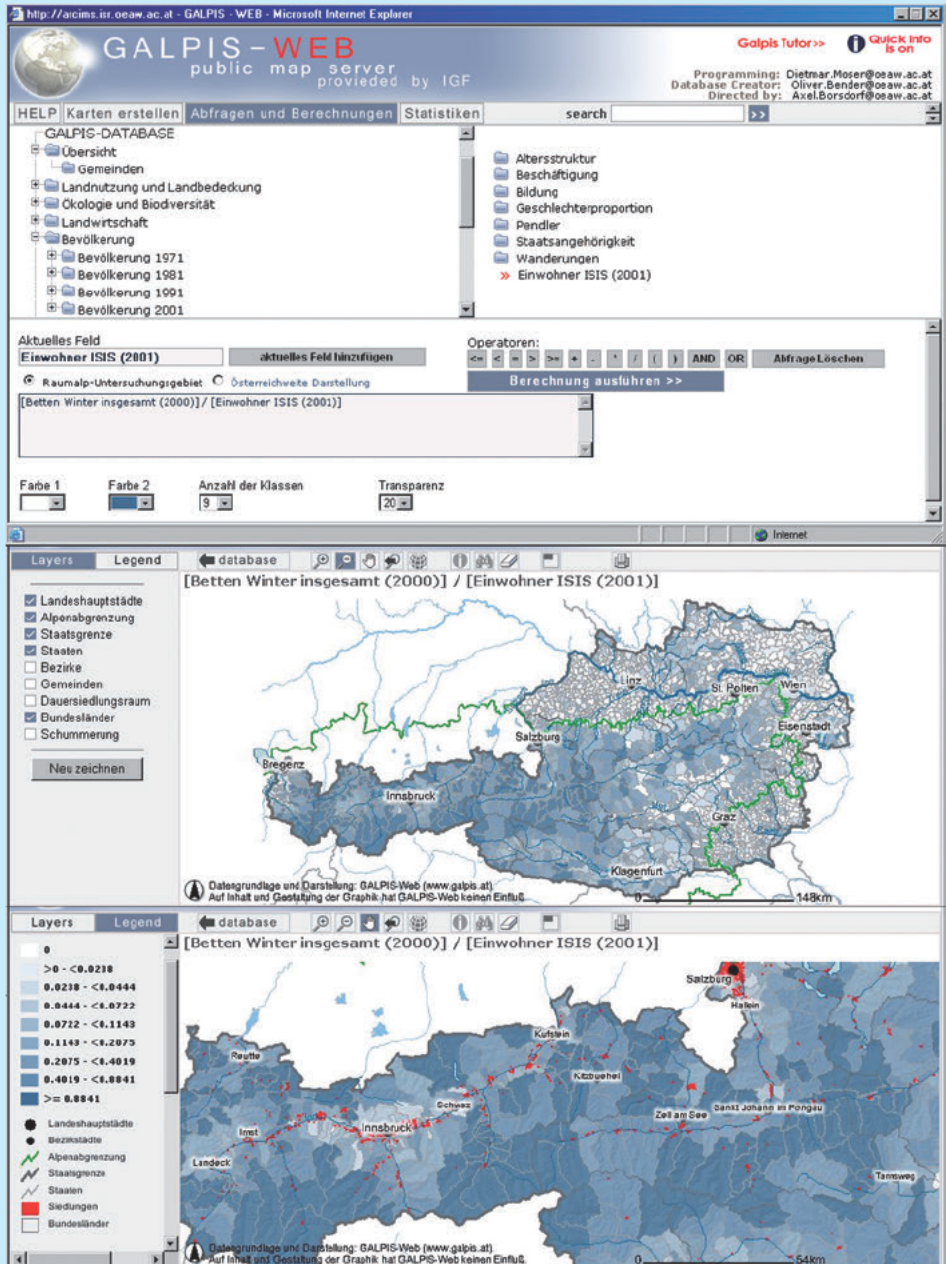 http://arcims.isr.oeaw.ac.at - GALPIS - WEB - Microsoft Internet Explorer
GALPIS-WEB
public map server
provieded by IGF
Galpis Tutor>>
Quick Info
is on
Programming: Dietmar.Moser@oeaw.ac.at
Database Creator: Oliver.Bender@oeaw.ac.at
Directed by: Axel.Borsdorf@oeaw.ac.at
HELP Karten erstellen Abfragen und Berechnungen Statistiken search >>
GALPIS-DATABASE
Übersicht
Gemeinden
Landnutzung und Landbedeckung
Ökologie und Biodiversität
Landwirtschaft
Bevölkerung
Bevölkerung 1971
Bevölkerung 1981
Bevölkerung 1991
Bevölkerung 2001
Altersstruktur
Beschäftigung
Bildung
Geschlechterproportion
Pendler
Staatsangehörigkeit
Wanderungen
» Einwohner ISIS (2001)
Aktuelles Feld
Einwohner ISIS (2001) aktuelles Feld hinzufügen
Operatoren:
<= < = > >= + - * / ( ) AND OR Abfrage Löschen
Raumalp-Untersuchungsgebiet Österreichweite Darstellung
Berechnung ausführen >>
[Betten Winter insgesamt (2000)] / [Einwohner ISIS (2001)]
Farbe 1 Farbe 2 Anzahl der Klassen Transparenz
9 20
Internet
Layers Legend database
[Betten Winter insgesamt (2000)] / [Einwohner ISIS (2001)]
Landeshauptstädte
Alpenabgrenzung
Staatsgrenze
Staaten
Bezirke
Gemeinden
Dauersiedlungsraum
Bundesländer
Schummerung
Neu zeichnen
Linz
St. Pölten
Wien
Eisenstadt
Salzburg
Bregenz
Innsbruck
Mur
Graz
Klagenfurt
Datengrundlage und Darstellung: GALPIS-Web (www.galpis.at)
Auf Inhalt und Gestaltung der Graphik hat GALPIS-Web keinen Einfluß.
0 148km
Layers Legend database
[Betten Winter insgesamt (2000)] / [Einwohner ISIS (2001)]
0
>0 - <0.0238
0.0238 - <0.0444
0.0444 - <0.0722
0.0722 - <0.1143
0.1143 - <0.2075
0.2075 - <0.4019
0.4019 - <0.8841
>= 0.8841
Landeshauptstädte
Bezirkstädte
Alpenabgrenzung
Staatsgrenze
Staaten
Siedlungen
Bundesländer
Salzburg
Hallein
Kufstein
Reutte
Kitzbuehel
Schwaz
Zell am See
Sankt Johann im Pongau
Imst
Innsbruck
Landeck
Tamsweg
Datengrundlage und Darstellung: GALPIS-Web (www.galpis.at)
Auf Inhalt und Gestaltung der Graphik hat GALPIS-Web keinen Einfluß.
0 54km